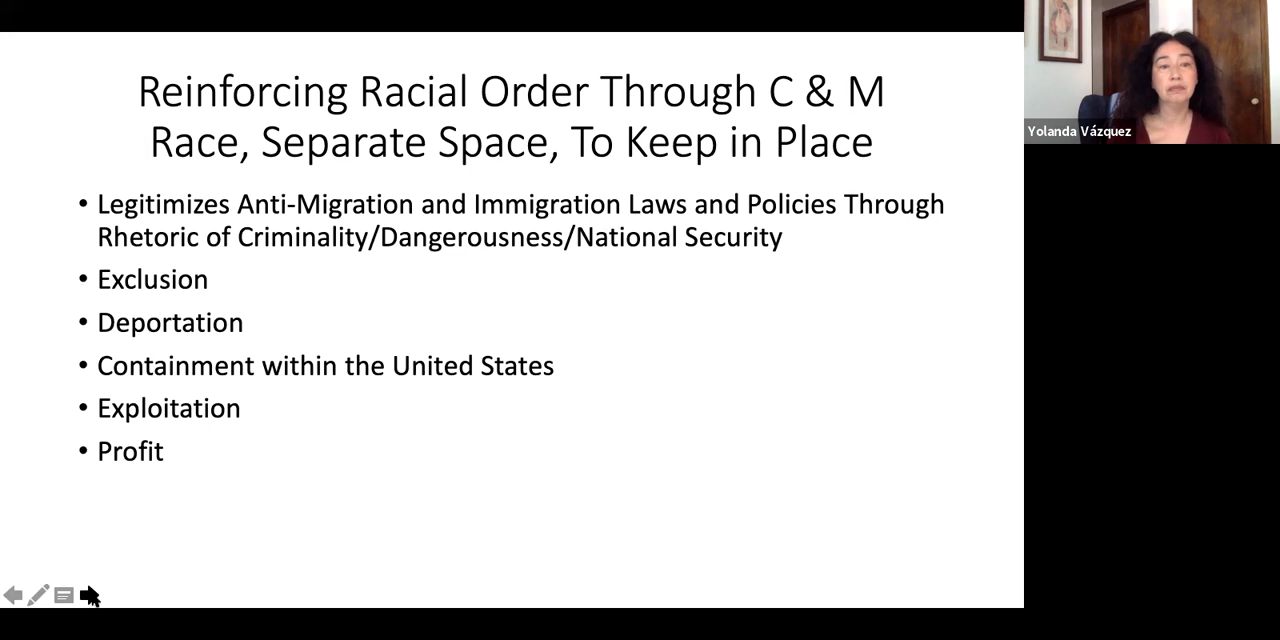 Reinforcing Racial Order Through C & M
Race, Separate Space, To Keep in Place
• Legitimizes Anti-Migration and Immigration Laws and Policies Through
Rhetoric of Criminality/Dangerousness/National Security
• Exclusion
• Deportation
• Containment within the United States
• Exploitation
• Profit
Yolanda Vázquez